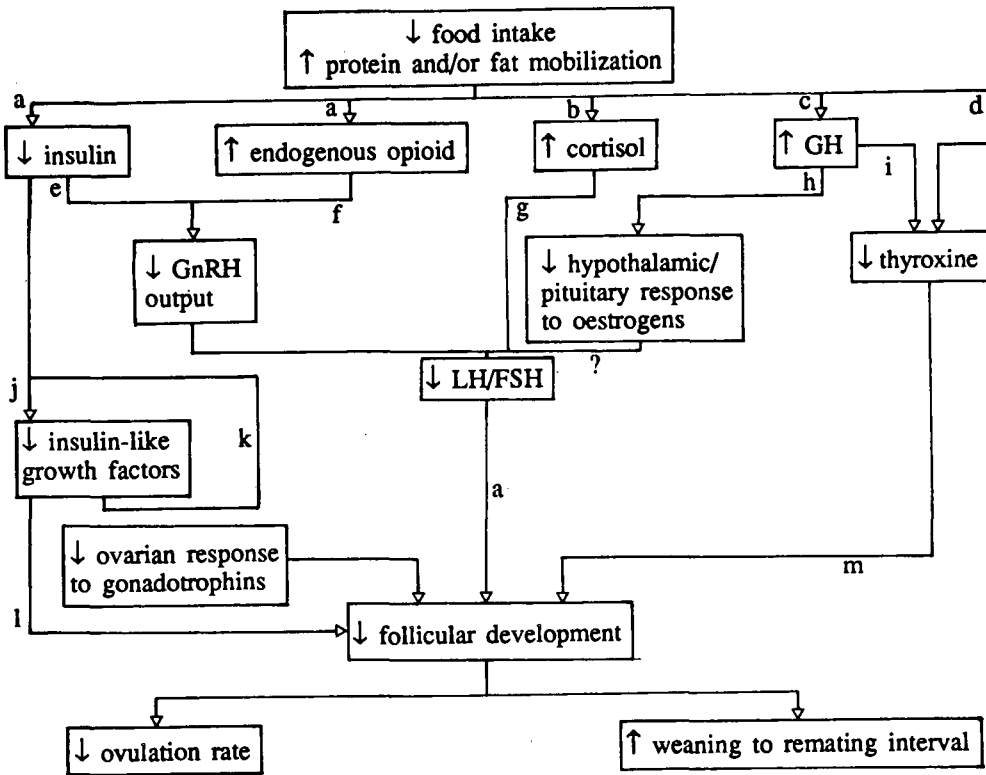 ↓ food intake
↑ protein and/or fat mobilization
a
a
b
c
d
↓ insulin
↑ endogenous opioid
↑ cortisol
↑ GH
e
f
g
h
i
↓ GnRH
output
↓ hypothalamic/
pituitary response
to oestrogens
↓ thyroxine
?
↓ LH/FSH
j
k
↓ insulin-like
growth factors
a
↓ ovarian response
to gonadotrophins
m
l
↓ follicular development
↓ ovulation rate
↑ weaning to remating interval